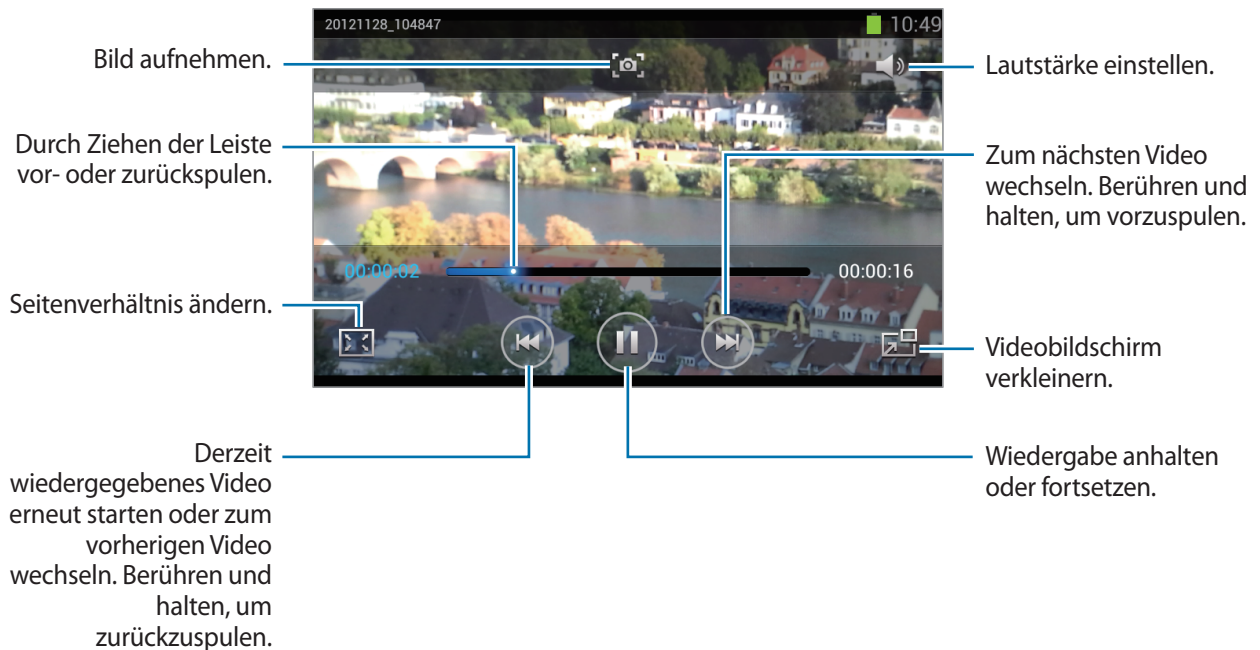 20121128_104847
10:49
Bild aufnehmen.
Lautstärke einstellen.
Durch Ziehen der Leiste
vor- oder zurückspulen.
Zum nächsten Video
wechseln. Berühren und
halten, um vorzuspulen.
00:00:02
00:00:16
Seitenverhältnis ändern.
Videobildschirm
verkleinern.
Derzeit
wiedergegebenes Video
erneut starten oder zum
vorherigen Video
wechseln. Berühren und
halten, um
zurückzuspulen.
Wiedergabe anhalten
oder fortsetzen.